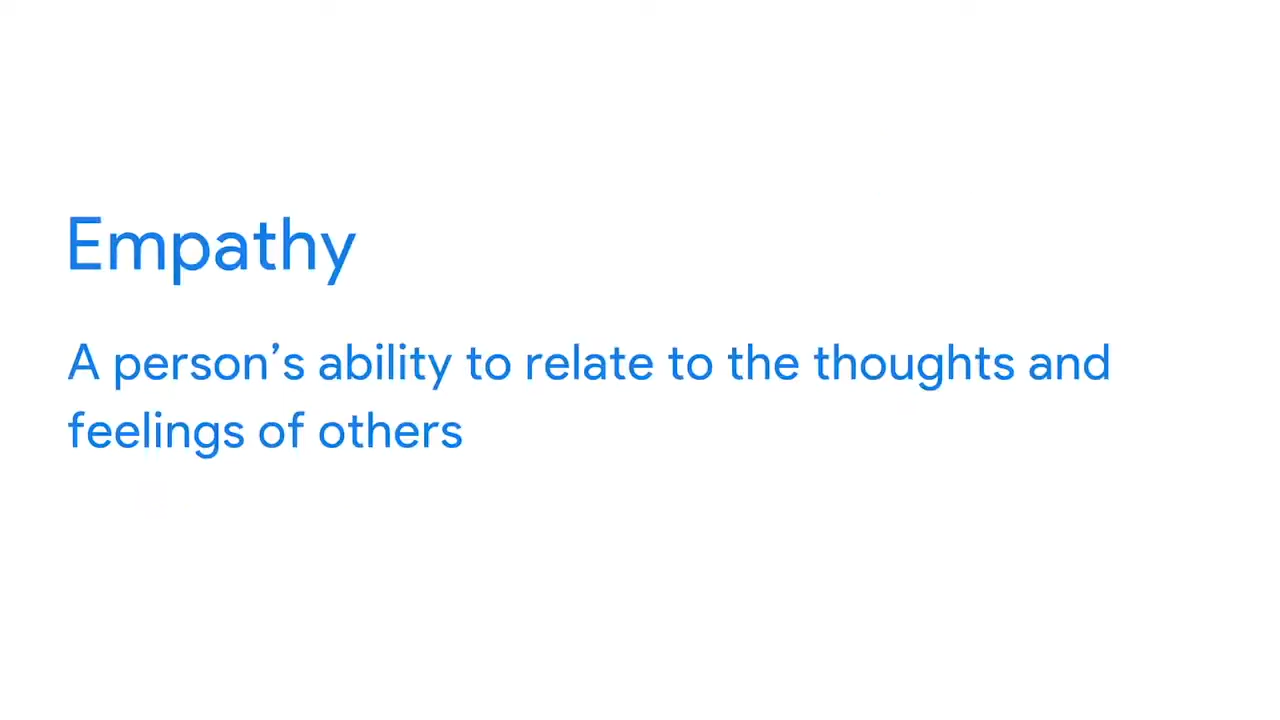 Empathy
A person’s ability to relate to the thoughts and
feelings of others